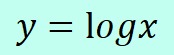 y = logx